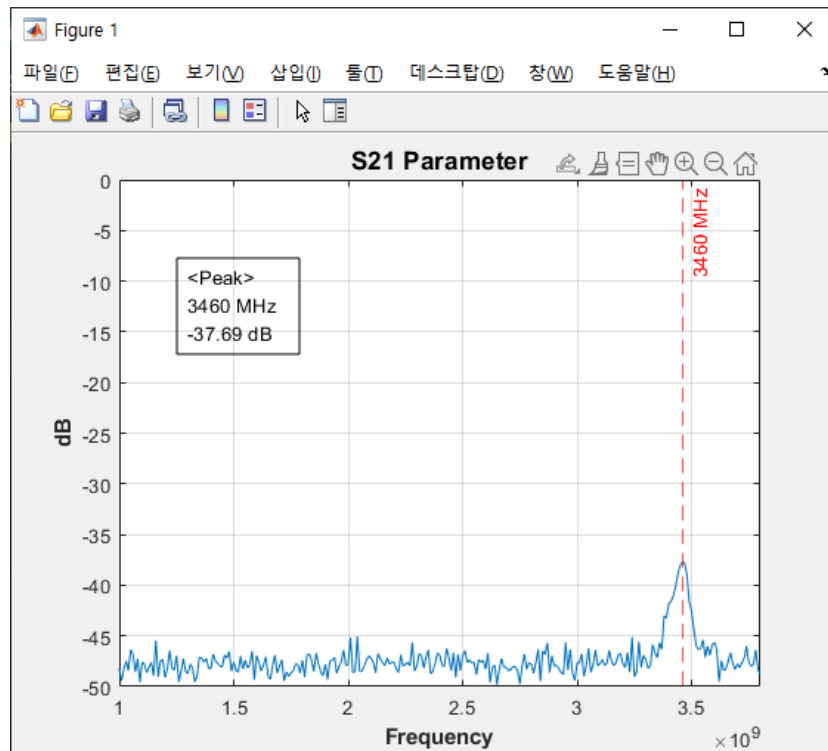 Figure 1
파일(F) 편집(E) 보기(V) 삽입(I) 툴(T) 데스크탑(D) 창(W) 도움말(H)
S21 Parameter
0
-5
-10
-15
-20
-25
-30
-35
-40
-45
-50
dB
<Peak>
3460 MHz
-37.69 dB
3460 MHz
1 1.5 2 2.5 3 3.5
Frequency
×10⁹